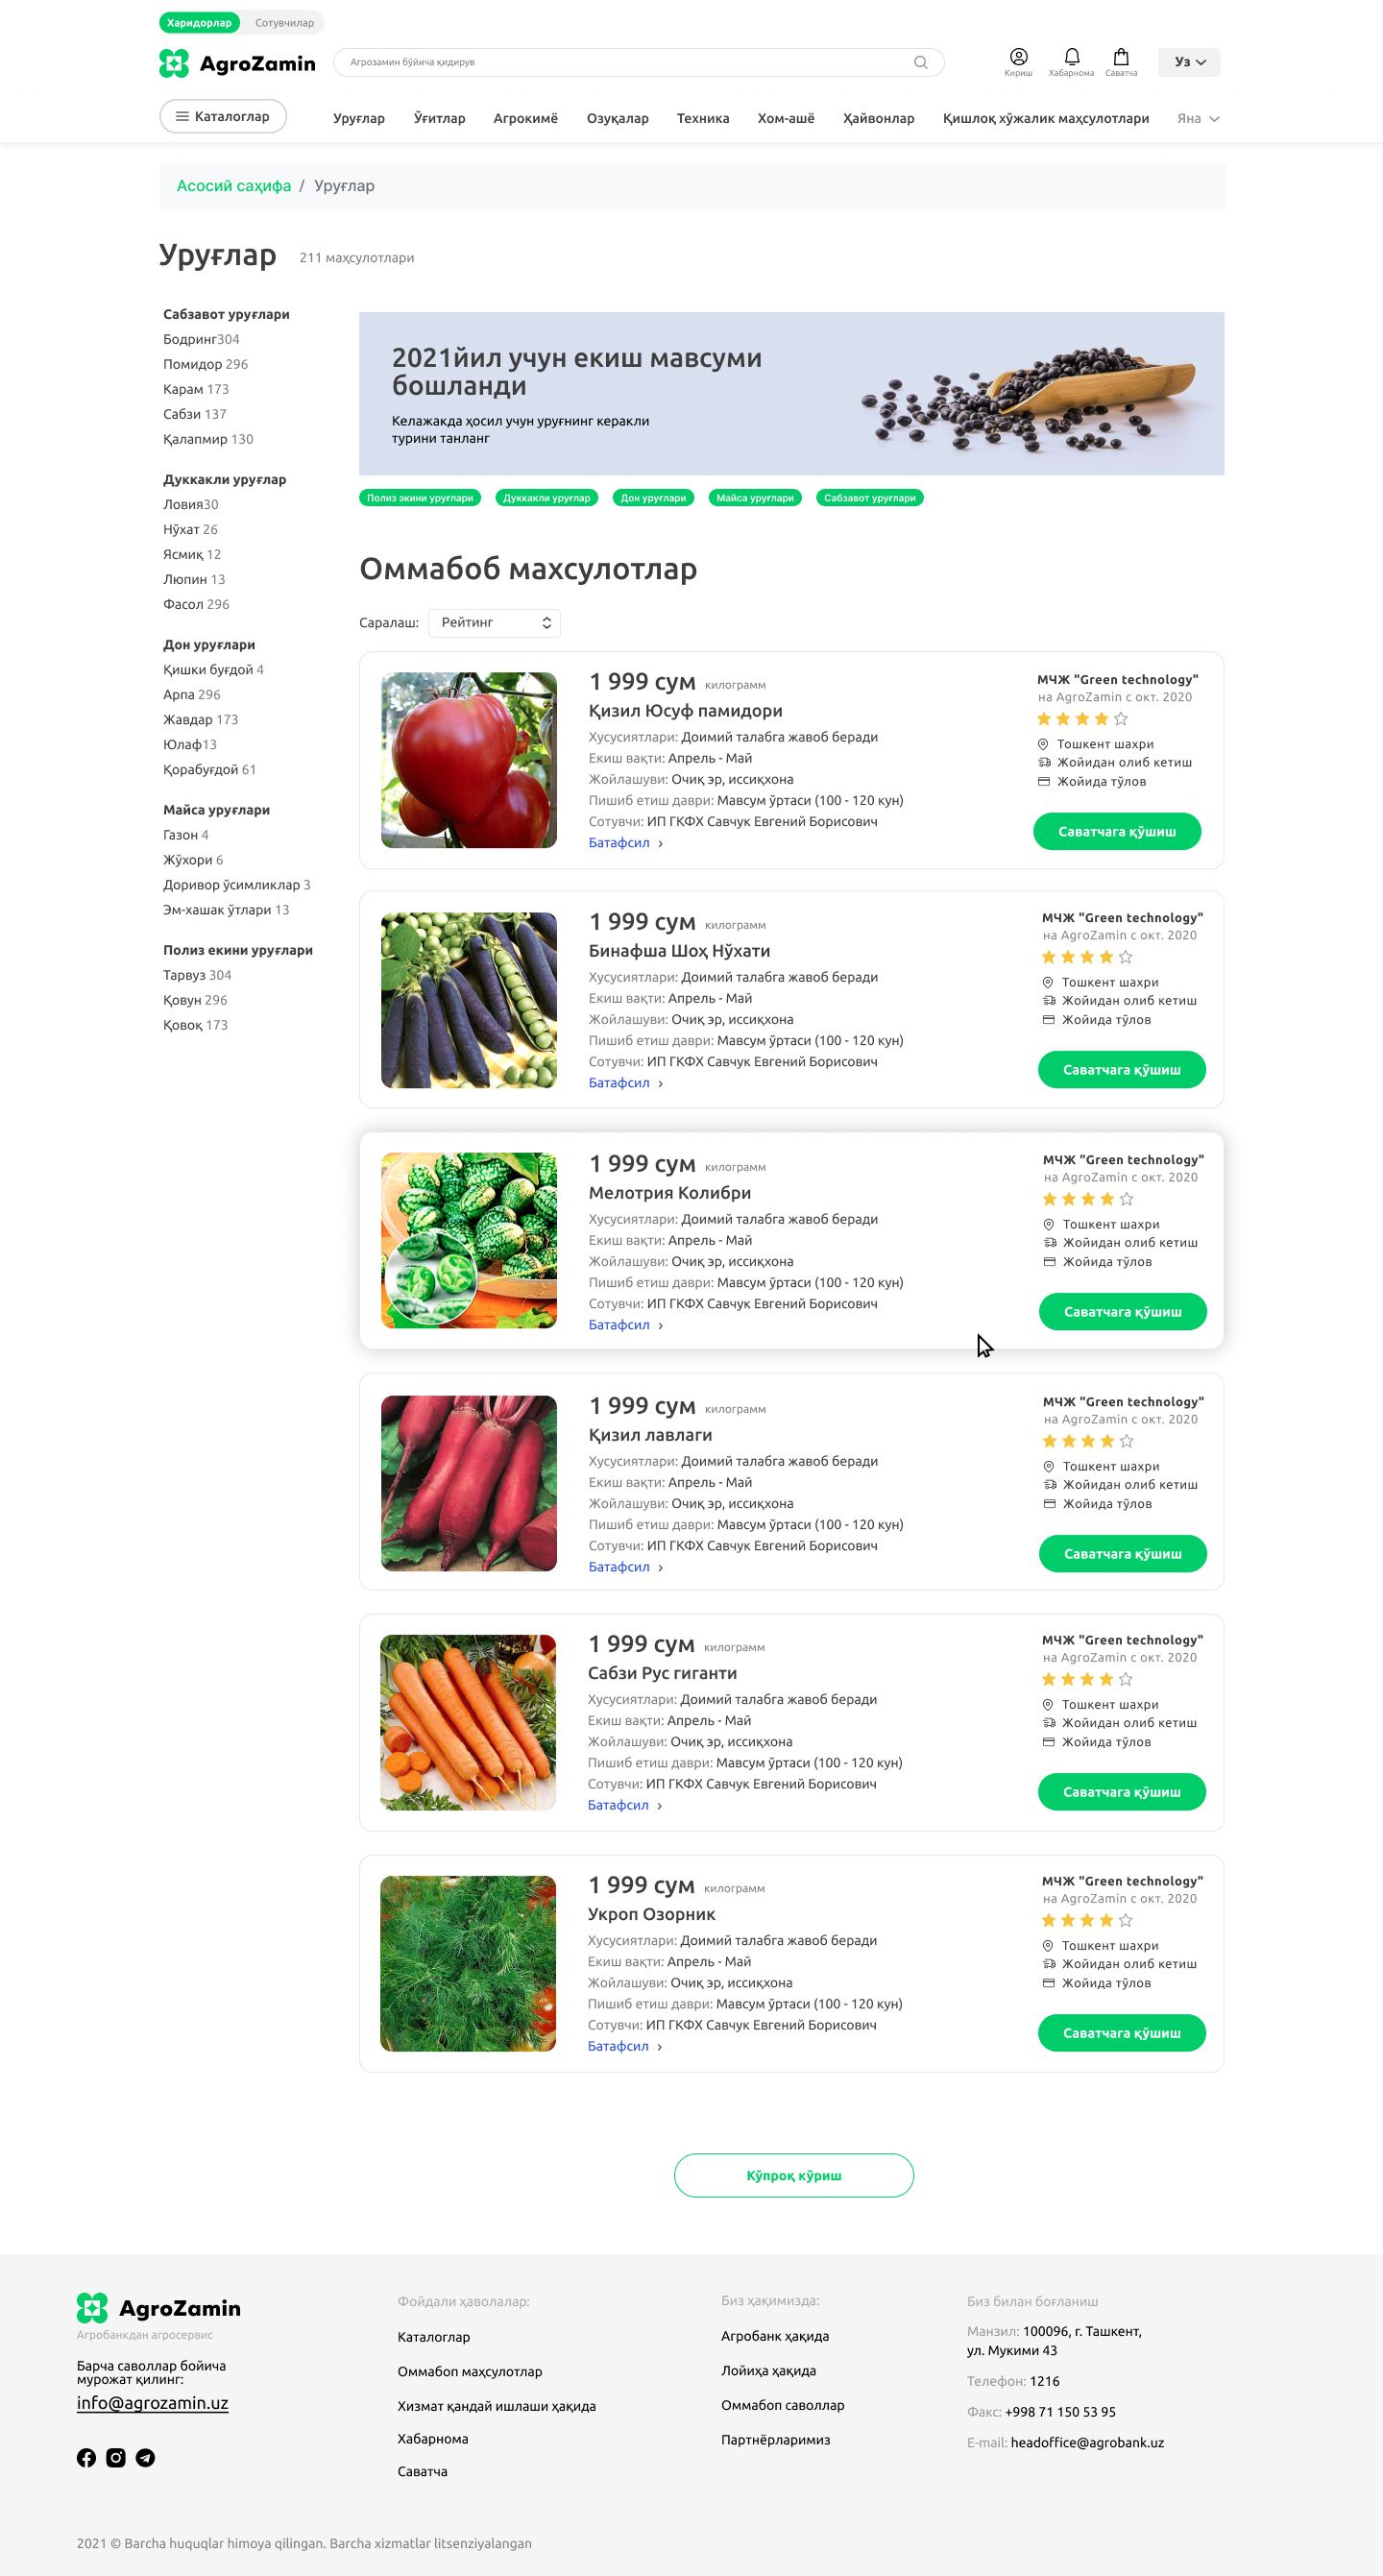 Харидорлар Сотувчилар
AgroZamin Агрозамин бўйича қидирув Кириш Хабарнома Саватча Уз
Каталоглар Уруғлар Ўғитлар Агрокимё Озуқалар Техника Хом-ашё Ҳайвонлар Қишлоқ хўжалик маҳсулотлари Яна
Асосий саҳифа / Уруғлар
Уруғлар 211 маҳсулотлари
Сабзавот уруғлари
Бодринг304
Помидор 296
Карам 173
Сабзи 137
Қалапмир 130
Дуккакли уруғлар
Ловия30
Нўхат 26
Ясмиқ 12
Люпин 13
Фасол 296
Дон уруғлари
Қишки буғдой 4
Арпа 296
Жавдар 173
Юлаф13
Қорабуғдой 61
Майса уруғлари
Газон 4
Жўхори 6
Доривор ўсимликлар 3
Эм-хашак ўтлари 13
Полиз екини уруғлари
Тарвуз 304
Қовун 296
Қовоқ 173
2021йил учун екиш мавсуми
бошланди
Келажакда ҳосил учун уруғнинг керакли
турини танланг
Полиз экини уруғлари Дуккакли уруғлар Дон уруғлари Майса уруғлари Сабзавот уруғлари
Оммабоб махсулотлар
Саралаш: Рейтинг
1 999 сум килограмм
Қизил Юсуф памидори
Хусусиятлари: Доимий талабга жавоб беради
Екиш вақти: Апрель - Май
Жойлашуви: Очиқ эр, иссиқхона
Пишиб етиш даври: Мавсум ўртаси (100 - 120 кун)
Сотувчи: ИП ГКФХ Савчук Евгений Борисович
Батафсил
МЧЖ "Green technology"
на AgroZamin с окт. 2020
Тошкент шахри
Жойидан олиб кетиш
Жойида тўлов
Саватчага қўшиш
1 999 сум килограмм
Бинафша Шоҳ Нўхати
Хусусиятлари: Доимий талабга жавоб беради
Екиш вақти: Апрель - Май
Жойлашуви: Очиқ эр, иссиқхона
Пишиб етиш даври: Мавсум ўртаси (100 - 120 кун)
Сотувчи: ИП ГКФХ Савчук Евгений Борисович
Батафсил
МЧЖ "Green technology"
на AgroZamin с окт. 2020
Тошкент шахри
Жойидан олиб кетиш
Жойида тўлов
Саватчага қўшиш
1 999 сум килограмм
Мелотрия Колибри
Хусусиятлари: Доимий талабга жавоб беради
Екиш вақти: Апрель - Май
Жойлашуви: Очиқ эр, иссиқхона
Пишиб етиш даври: Мавсум ўртаси (100 - 120 кун)
Сотувчи: ИП ГКФХ Савчук Евгений Борисович
Батафсил
МЧЖ "Green technology"
на AgroZamin с окт. 2020
Тошкент шахри
Жойидан олиб кетиш
Жойида тўлов
Саватчага қўшиш
1 999 сум килограмм
Қизил лавлаги
Хусусиятлари: Доимий талабга жавоб беради
Екиш вақти: Апрель - Май
Жойлашуви: Очиқ эр, иссиқхона
Пишиб етиш даври: Мавсум ўртаси (100 - 120 кун)
Сотувчи: ИП ГКФХ Савчук Евгений Борисович
Батафсил
МЧЖ "Green technology"
на AgroZamin с окт. 2020
Тошкент шахри
Жойидан олиб кетиш
Жойида тўлов
Саватчага қўшиш
1 999 сум килограмм
Сабзи Рус гиганти
Хусусиятлари: Доимий талабга жавоб беради
Екиш вақти: Апрель - Май
Жойлашуви: Очиқ эр, иссиқхона
Пишиб етиш даври: Мавсум ўртаси (100 - 120 кун)
Сотувчи: ИП ГКФХ Савчук Евгений Борисович
Батафсил
МЧЖ "Green technology"
на AgroZamin с окт. 2020
Тошкент шахри
Жойидан олиб кетиш
Жойида тўлов
Саватчага қўшиш
1 999 сум килограмм
Укроп Озорник
Хусусиятлари: Доимий талабга жавоб беради
Екиш вақти: Апрель - Май
Жойлашуви: Очиқ эр, иссиқхона
Пишиб етиш даври: Мавсум ўртаси (100 - 120 кун)
Сотувчи: ИП ГКФХ Савчук Евгений Борисович
Батафсил
МЧЖ "Green technology"
на AgroZamin с окт. 2020
Тошкент шахри
Жойидан олиб кетиш
Жойида тўлов
Саватчага қўшиш
Кўпроқ кўриш
AgroZamin
Агробанкдан агросервис
Барча саволлар бойича
мурожат қилинг:
info@agrozamin.uz
Фойдали ҳаволалар:
Каталоглар
Оммабоп маҳсулотлар
Хизмат қандай ишлаши ҳақида
Хабарнома
Саватча
Биз ҳақимизда:
Агробанк ҳақида
Лойиҳа ҳақида
Оммабоп саволлар
Партнёрларимиз
Биз билан боғланиш
Манзил: 100096, г. Ташкент,
ул. Мукими 43
Телефон: 1216
Факс: +998 71 150 53 95
E-mail: headoffice@agrobank.uz
2021 © Barcha huquqlar himoya qilingan. Barcha xizmatlar litsenziyalangan